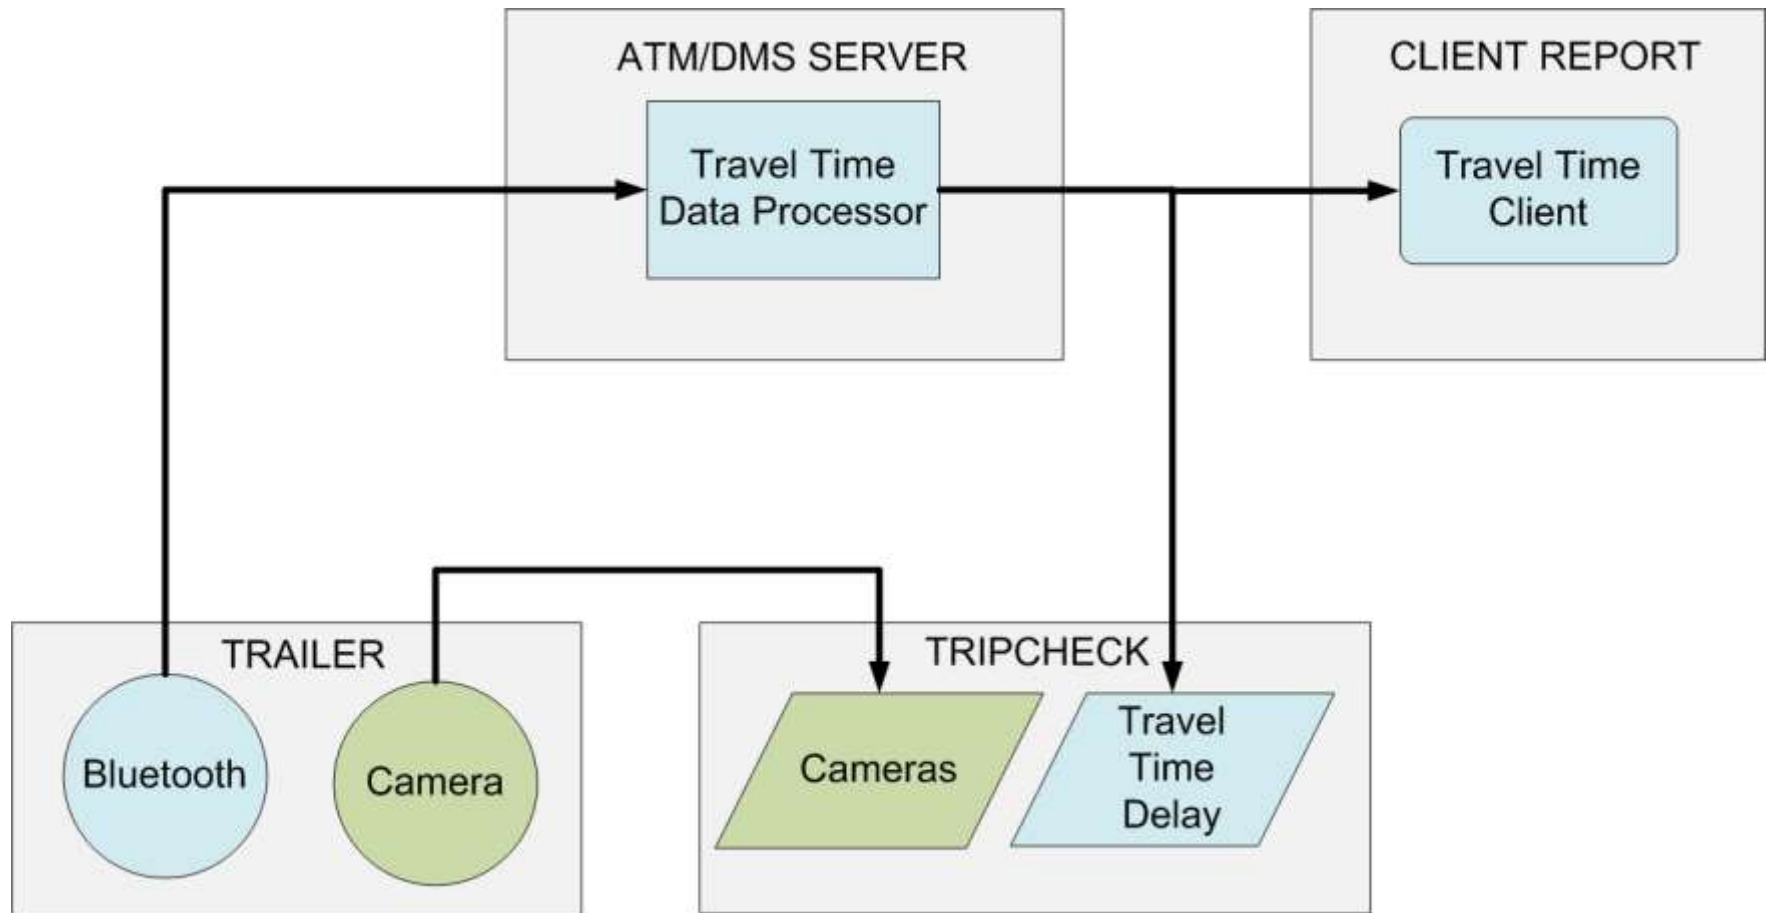 ATM/DMS SERVER
Travel Time
Data Processor
CLIENT REPORT
Travel Time
Client
TRAILER
Bluetooth
Camera
TRIPCHECK
Cameras
Travel
Time
Delay